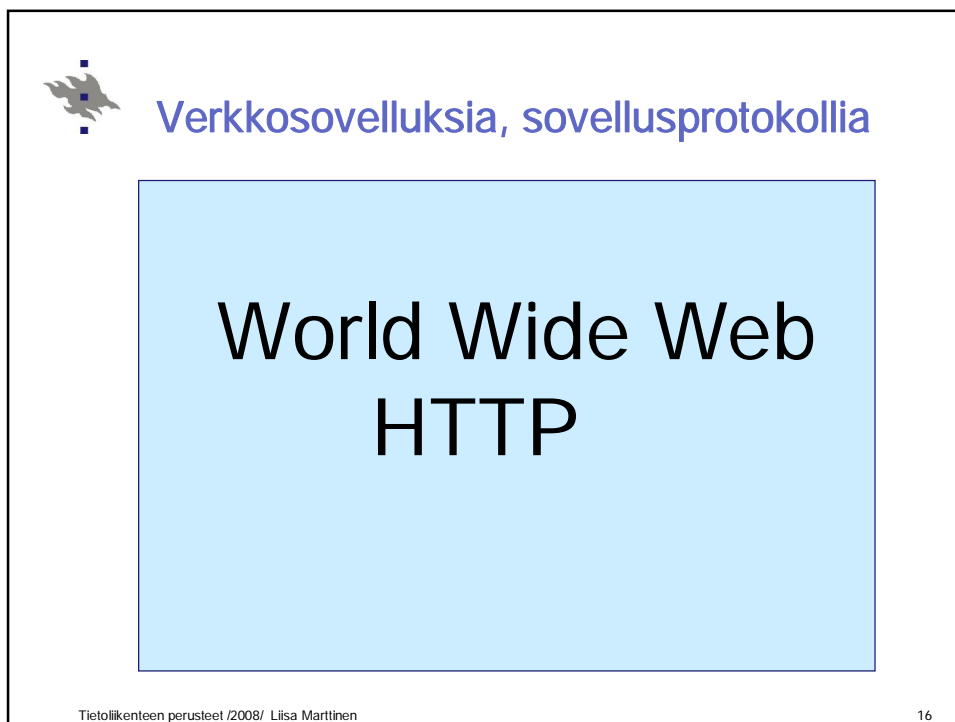 Verkkosovelluksia, sovellusprotokollia
World Wide Web
HTTP
Tietoliikenteen perusteet /2008/ Liisa Marttinen 16